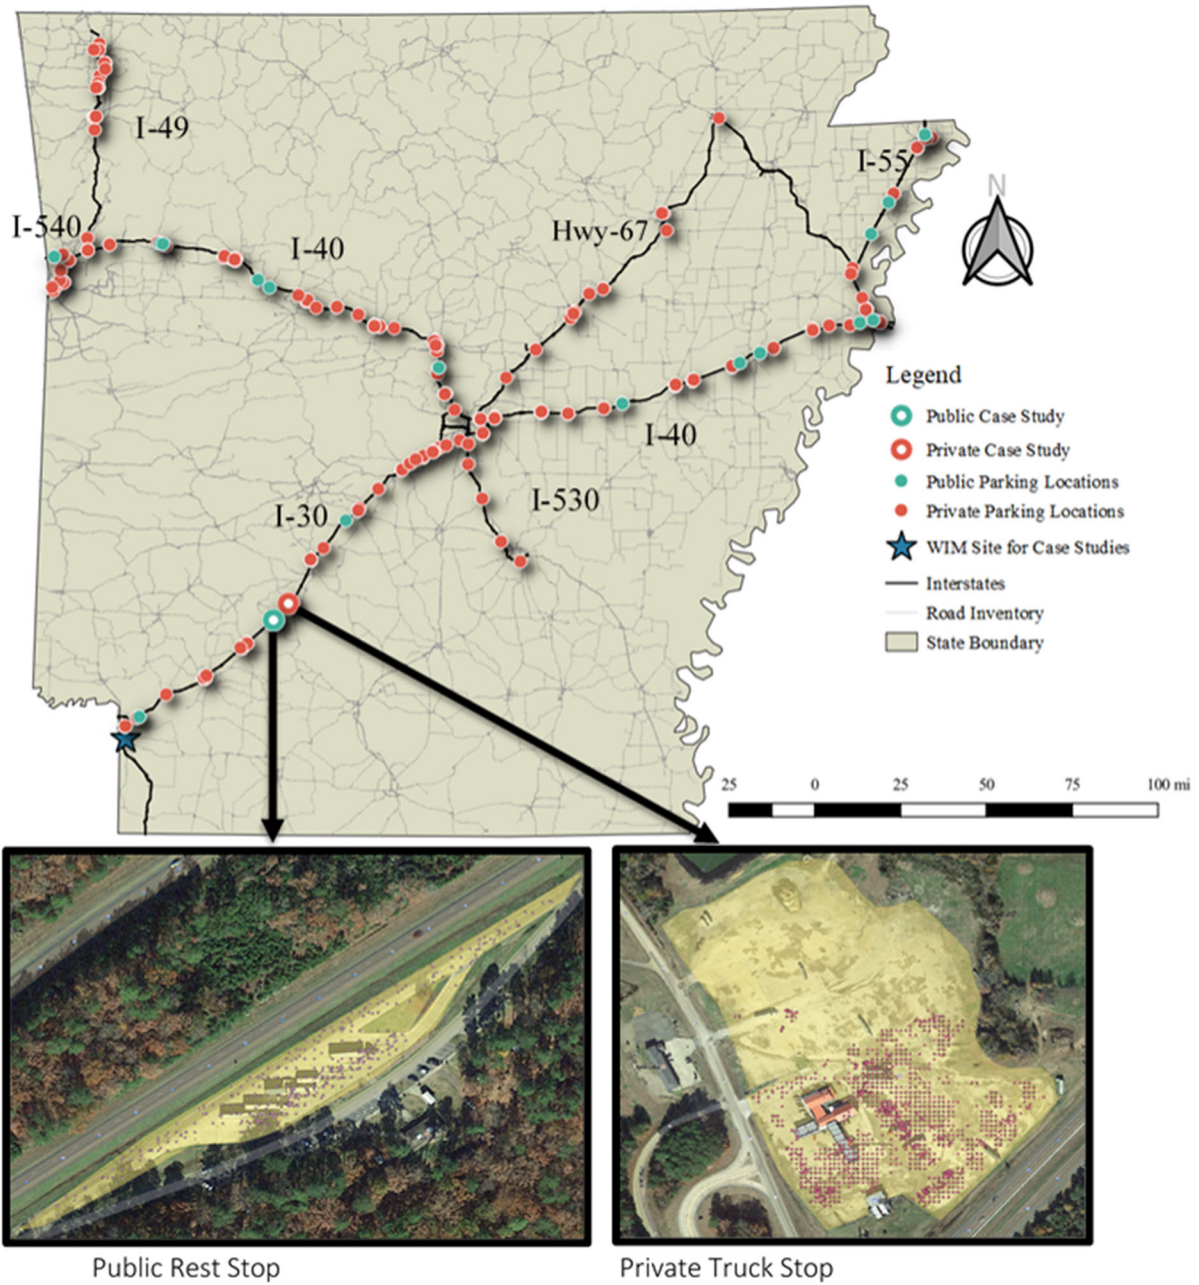 I-49
I-55
N
I-540
Hwy-67
I-40
Legend
Public Case Study
Private Case Study
I-40
Public Parking Locations
I-530
Private Parking Locations
I-30
WIM Site for Case Studies
Interstates
Road Inventory
State Boundary
25 0 25 50 75 100 mi
Public Rest Stop
Private Truck Stop